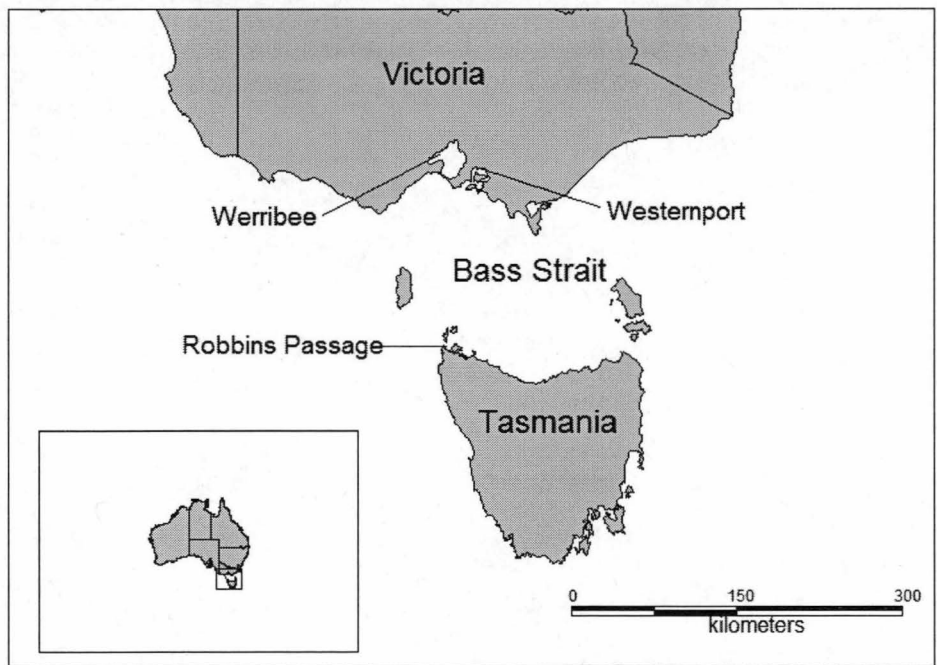 Victoria
Werribee
Westernport
Bass Strait
Robbins Passage
Tasmania
0 150 300
kilometers